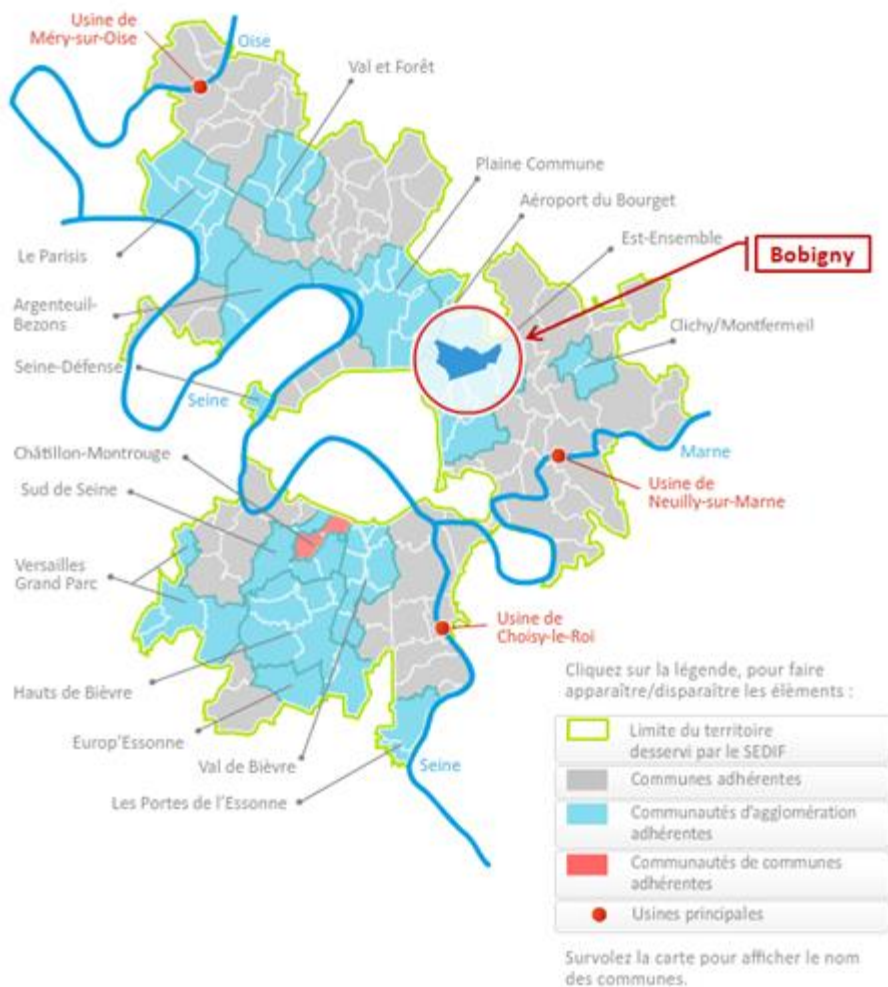 Usine de
Méry-sur-Oise
Oise
Val et Forêt
Plaine Commune
Aéroport du Bourget
Est-Ensemble
Bobigny
Le Parisis
Argenteuil-
Bezons
Clichy/Montfermeil
Seine-Défense
Seine
Châtillon-Montrouge
Marne
Sud de Seine
Usine de
Neuilly-sur-Marne
Versailles
Grand Parc
Usine de
Choisy-le-Roi
Hauts de Bièvre
Europ'Essonne
Val de Bièvre
Seine
Les Portes de l'Essonne
Cliquez sur la légende, pour faire
apparaître/disparaître les élèments :
Limite du territoire
desservi par le SEDIF
Communes adhérentes
Communautés d'agglomération
adhérentes
Communautés de communes
adhérentes
Usines principales
Survolez la carte pour afficher le nom
des communes.